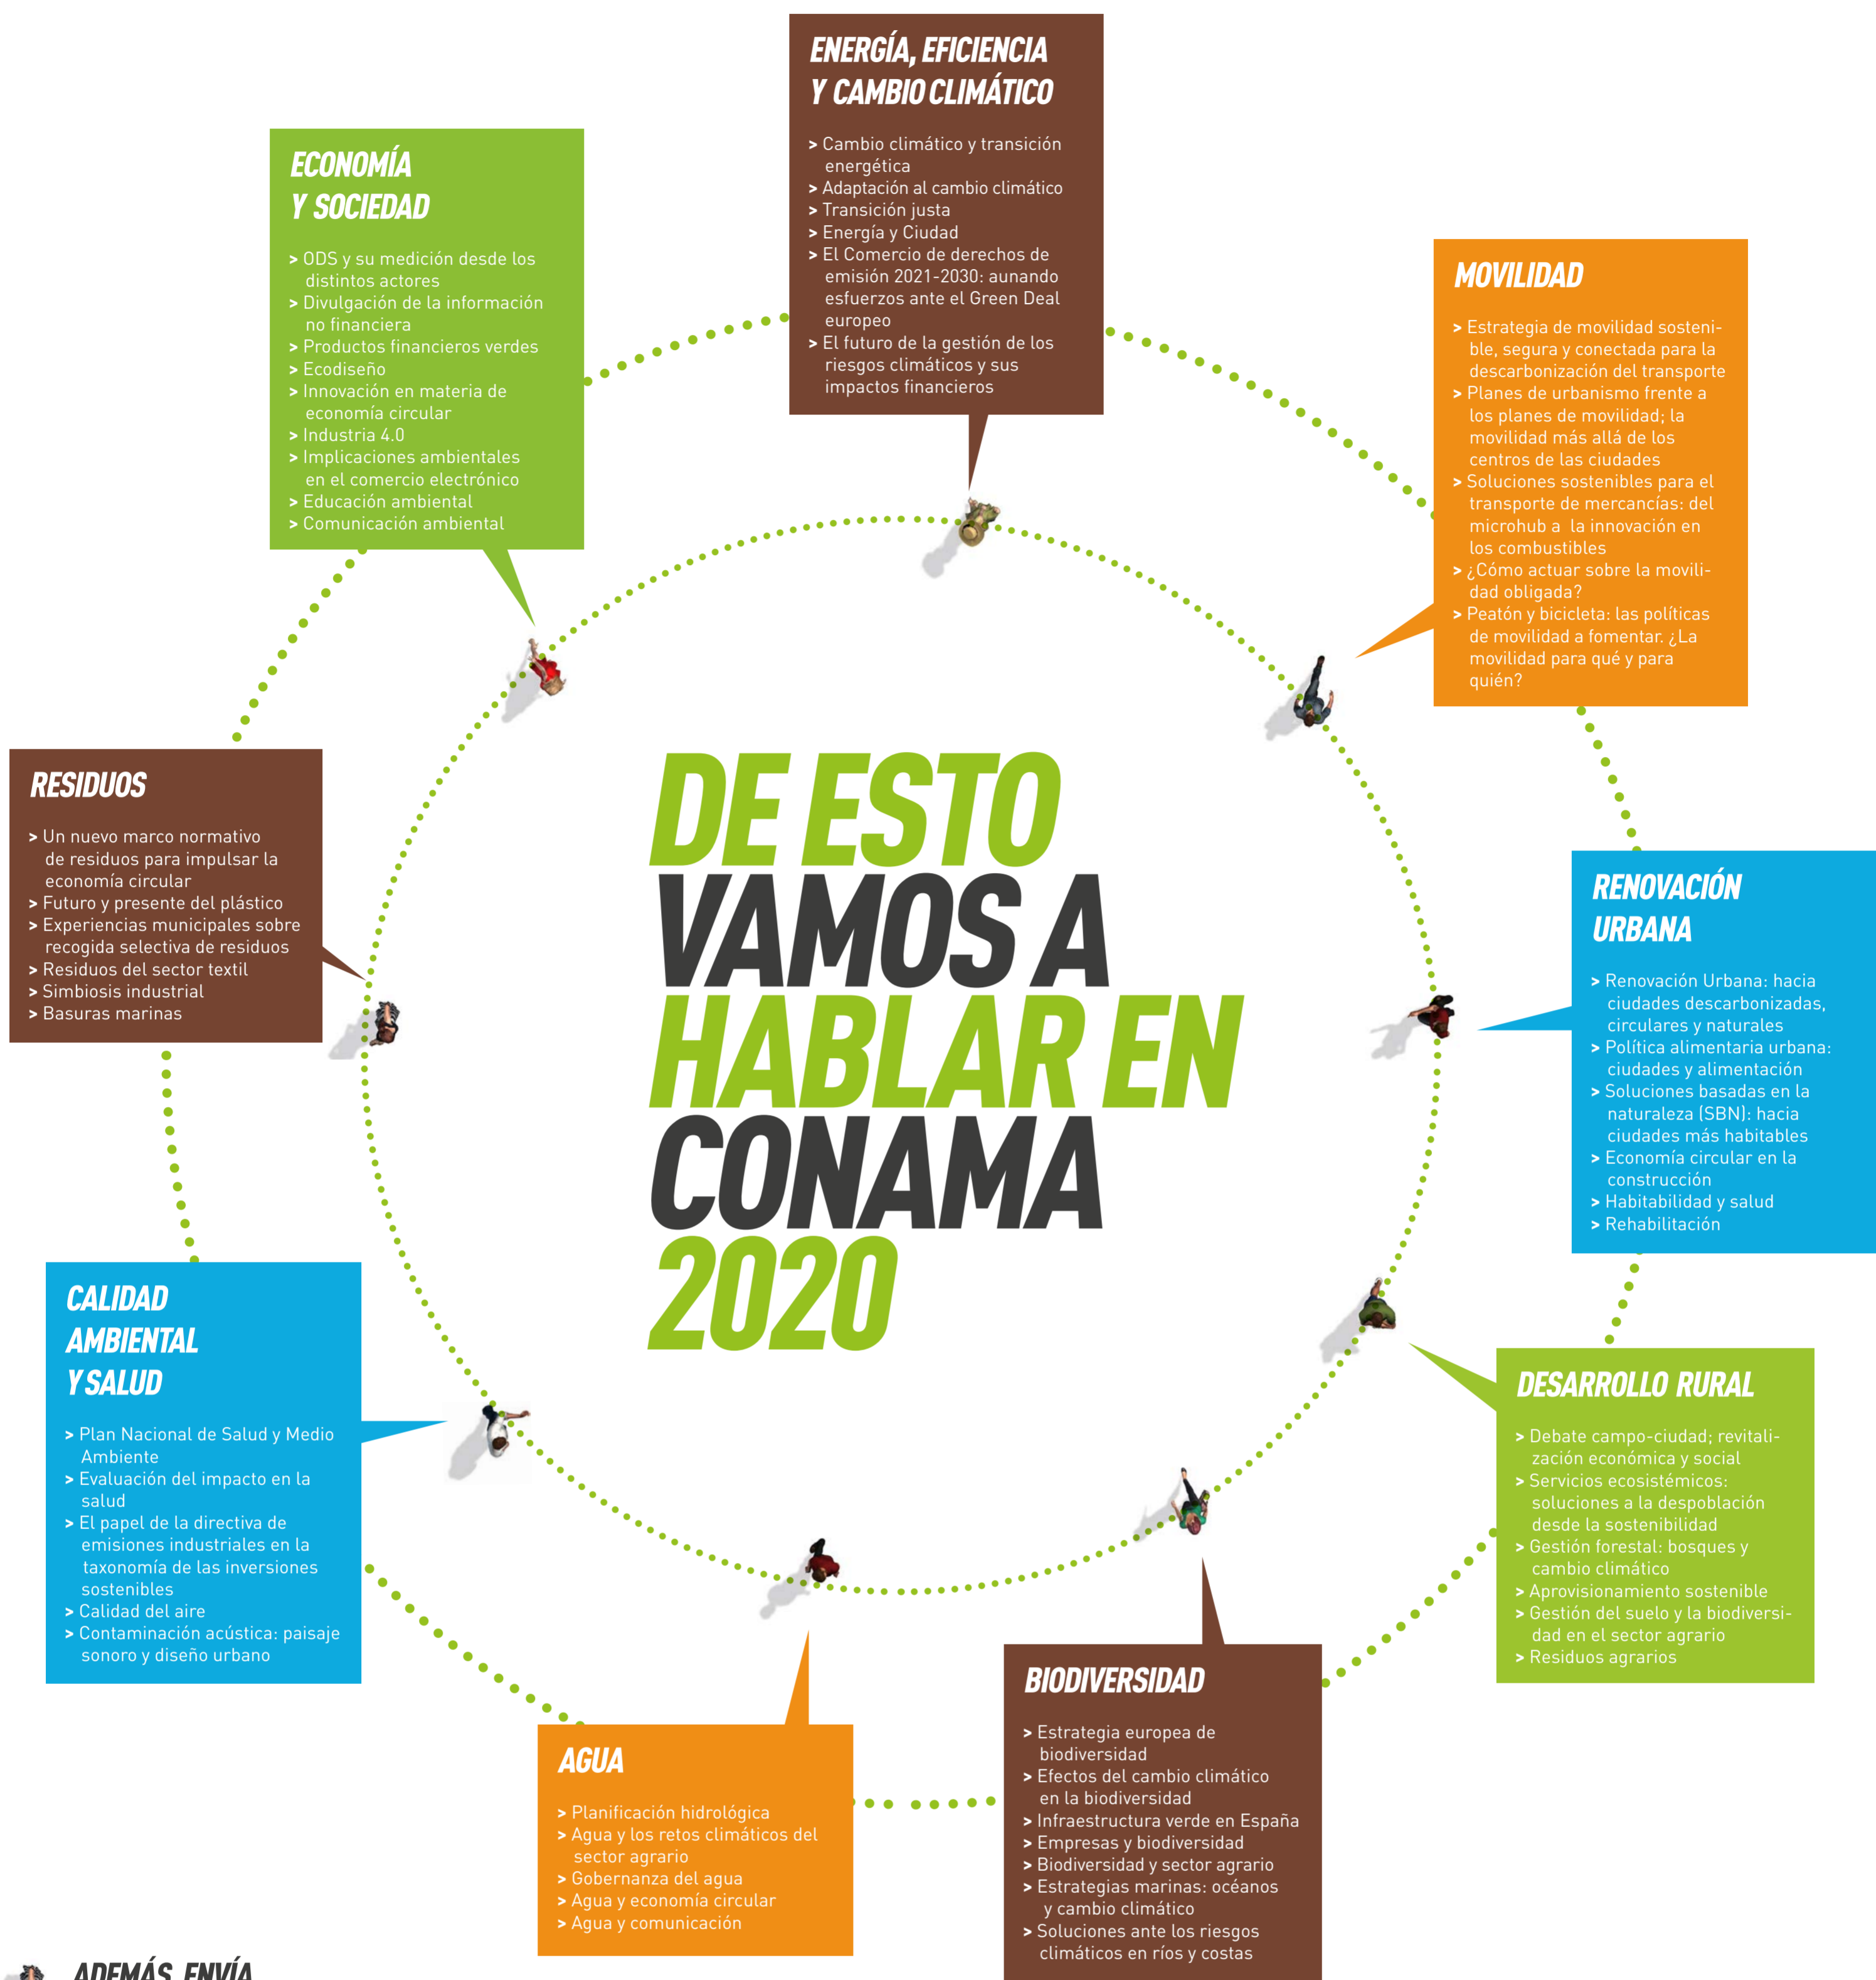 ENERGÍA, EFICIENCIA
Y CAMBIO CLIMÁTICO
> Cambio climático y transición
energética
> Adaptación al cambio climático
> Transición justa
> Energía y Ciudad
> El Comercio de derechos de
emisión 2021-2030: aunando
esfuerzos ante el Green Deal
europeo
> El futuro de la gestión de los
riesgos climáticos y sus
impactos financieros
ECONOMÍA
Y SOCIEDAD
> ODS y su medición desde los
distintos actores
> Divulgación de la información
no financiera
> Productos financieros verdes
> Ecodiseño
> Innovación en materia de
economía circular
> Industria 4.0
> Implicaciones ambientales
en el comercio electrónico
> Educación ambiental
> Comunicación ambiental
MOVILIDAD
> Estrategia de movilidad sosteni-
ble, segura y conectada para la
descarbonización del transporte
> Planes de urbanismo frente a
los planes de movilidad; la
movilidad más allá de los
centros de las ciudades
> Soluciones sostenibles para el
transporte de mercancías: del
microhub a la innovación en
los combustibles
> ¿Cómo actuar sobre la movili-
dad obligada?
> Peatón y bicicleta: las políticas
de movilidad a fomentar. ¿La
movilidad para qué y para
quién?
RESIDUOS
> Un nuevo marco normativo
de residuos para impulsar la
economía circular
> Futuro y presente del plástico
> Experiencias municipales sobre
recogida selectiva de residuos
> Residuos del sector textil
> Simbiosis industrial
> Basuras marinas
DE ESTO
VAMOS A
HABLAR EN
CONAMA
2020
RENOVACIÓN
URBANA
> Renovación Urbana: hacia
ciudades descarbonizadas,
circulares y naturales
> Política alimentaria urbana:
ciudades y alimentación
> Soluciones basadas en la
naturaleza (SBN): hacia
ciudades más habitables
> Economía circular en la
construcción
> Habitabilidad y salud
> Rehabilitación
CALIDAD
AMBIENTAL
Y SALUD
> Plan Nacional de Salud y Medio
Ambiente
> Evaluación del impacto en la
salud
> El papel de la directiva de
emisiones industriales en la
taxonomía de las inversiones
sostenibles
> Calidad del aire
> Contaminación acústica: paisaje
sonoro y diseño urbano
DESARROLLO RURAL
> Debate campo-ciudad; revitali-
zación económica y social
> Servicios ecosistémicos:
soluciones a la despoblación
desde la sostenibilidad
> Gestión forestal: bosques y
cambio climático
> Aprovisionamiento sostenible
> Gestión del suelo y la biodiversi-
dad en el sector agrario
> Residuos agrarios
AGUA
> Planificación hidrológica
> Agua y los retos climáticos del
sector agrario
> Gobernanza del agua
> Agua y economía circular
> Agua y comunicación
BIODIVERSIDAD
> Estrategia europea de
biodiversidad
> Efectos del cambio climático
en la biodiversidad
> Infraestructura verde en España
> Empresas y biodiversidad
> Biodiversidad y sector agrario
> Estrategias marinas: océanos
y cambio climático
> Soluciones ante los riesgos
climáticos en ríos y costas
ADEMÁS, ENVÍA